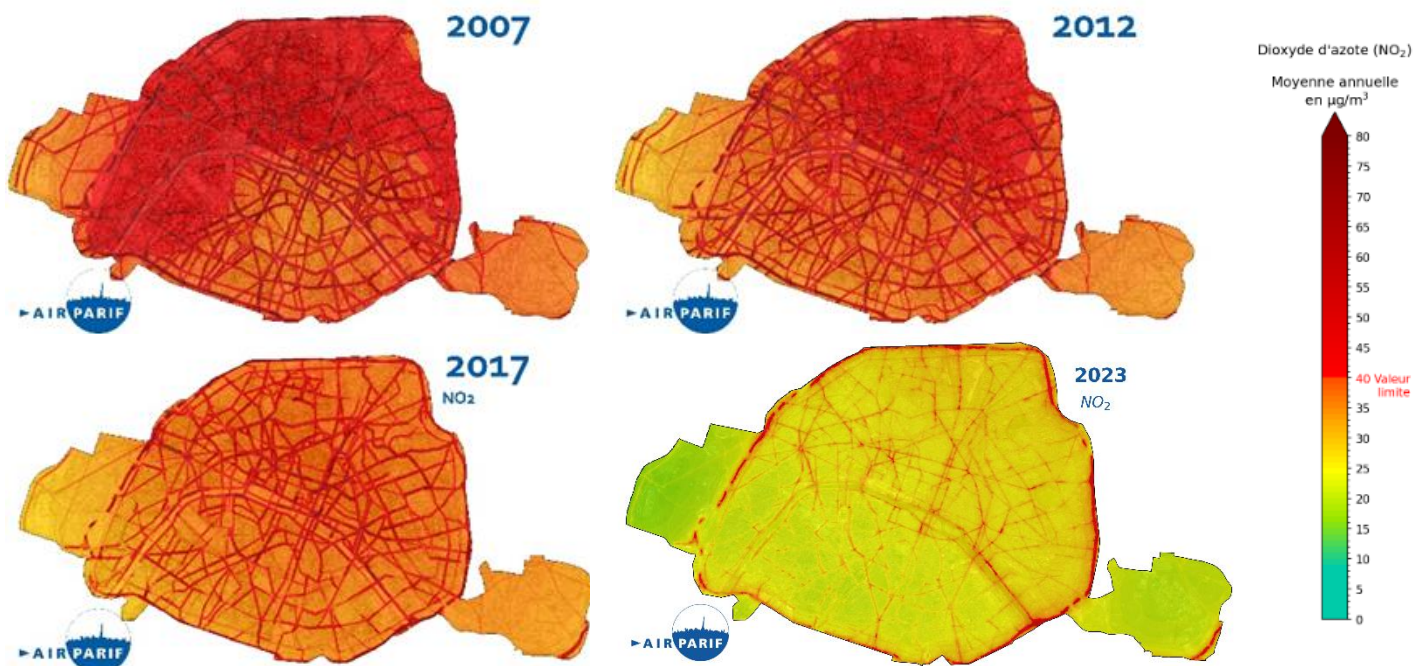 2007
►AIR PARIF
2012
►AIR PARIF
2017
NO₂
►AIR PARIF
2023
NO₂
►AIR PARIF
Dioxyde d'azote (NO₂)
Moyenne annuelle
en µg/m³
80
75
70
65
60
55
50
45
40 Valeur
limite
35
30
25
20
15
10
5
0